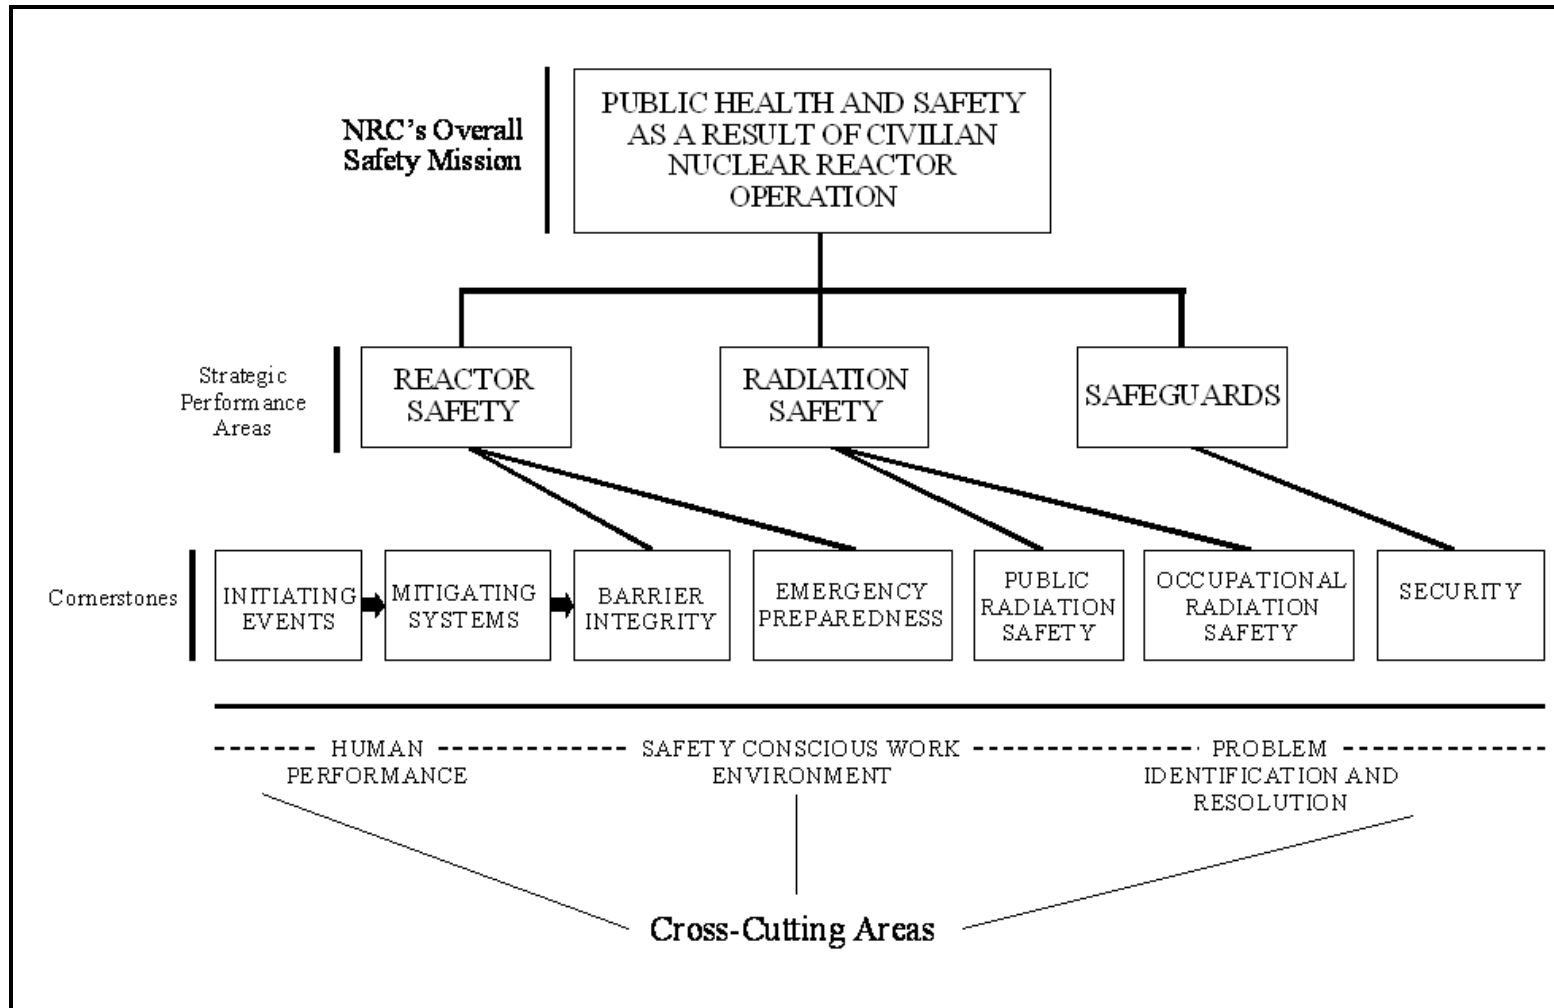 NRC's Overall
Safety Mission
PUBLIC HEALTH AND SAFETY
AS A RESULT OF CIVILIAN
NUCLEAR REACTOR
OPERATION
Strategic
Performance
Areas
REACTOR
SAFETY
RADIATION
SAFETY
SAFEGUARDS
Cornerstones
INITIATING
EVENTS
MITIGATING
SYSTEMS
BARRIER
INTEGRITY
EMERGENCY
PREPAREDNESS
PUBLIC
RADIATION
SAFETY
OCCUPATIONAL
RADIATION
SAFETY
SECURITY
HUMAN
PERFORMANCE
SAFETY CONSCIOUS WORK
ENVIRONMENT
PROBLEM
IDENTIFICATION AND
RESOLUTION
Cross-Cutting Areas